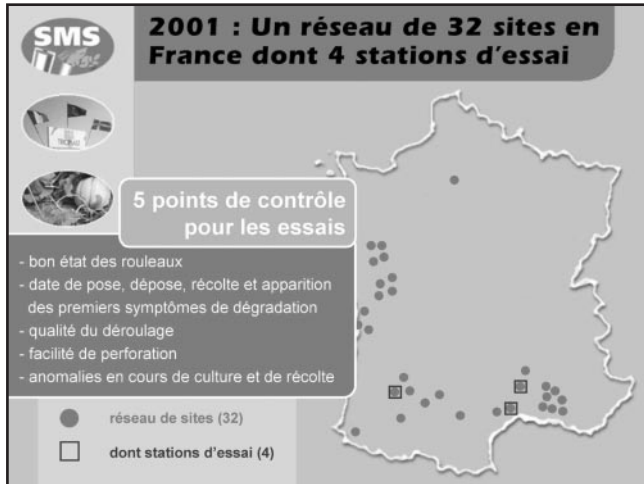 SMS
2001 : Un réseau de 32 sites en
France dont 4 stations d'essai
5 points de contrôle
pour les essais
- bon état des rouleaux
- date de pose, dépose, récolte et apparition
des premiers symptômes de dégradation
- qualité du déroulage
- facilité de perforation
- anomalies en cours de culture et de récolte
réseau de sites (32)
dont stations d'essai (4)